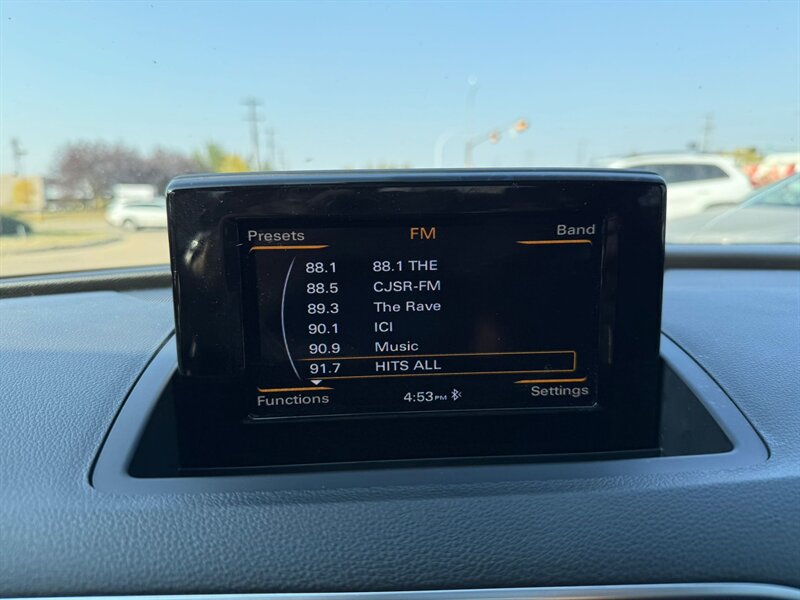 Presets FM Band
88.1 88.1 THE
88.5 CJSR-FM
89.3 The Rave
90.1 ICI
90.9 Music
91.7 HITS ALL
Functions 4:53PM Settings